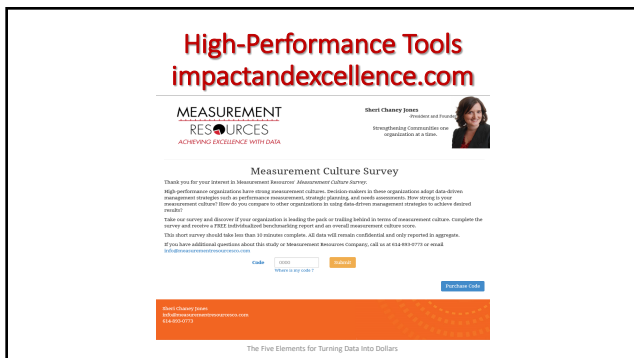 High-Performance Tools
impactandexcellence.com
MEASUREMENT
RESOURCES
ACHIEVING EXCELLENCE WITH DATA
Sheri Chaney Jones
-President and Founder
Strengthening Communities one
organization at a time.
Measurement Culture Survey
Thank you for your interest in Measurement Resources' Measurement Culture Survey.
High-performance organizations have strong measurement cultures. Decision-makers in these organizations adopt data-driven
management strategies such as performance measurement, strategic planning, and needs assessments. How strong is your
measurement culture? How do you compare to other organizations in using data-driven management strategies to achieve desired
results?
Take our survey and discover if your organization is leading the pack or trailing behind in terms of measurement culture. Complete the
survey and receive a FREE individualized benchmarking report and an overall measurement culture score.
This short survey should take less than 10 minutes complete. All data will remain confidential and only reported in aggregate.
If you have additional questions about this study or Measurement Resources Company, call us at 614-893-0773 or email
info@measurementresourcesco.com
Code 0000 Submit
Where is my code ?
Purchase Code
Sheri Chaney Jones
info@measurementresourcesco.com
614-893-0773
The Five Elements for Turning Data Into Dollars